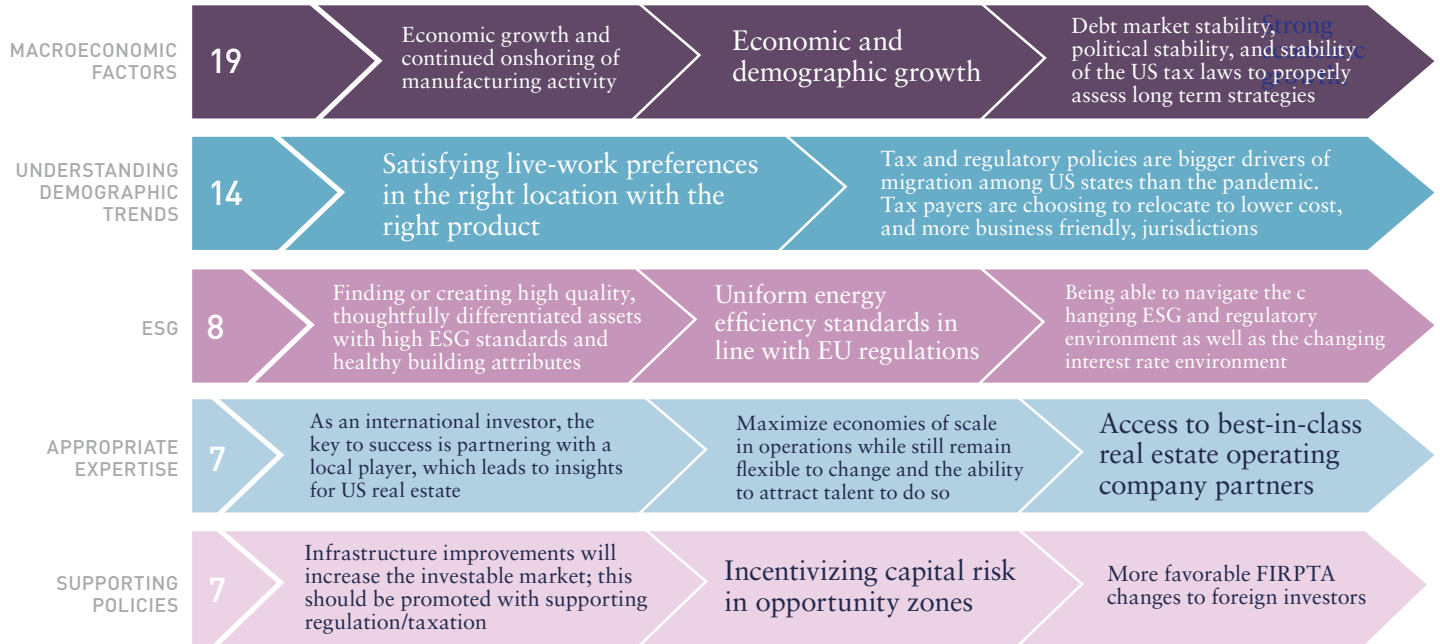 MACROECONOMIC
FACTORS
19
Economic growth and
continued onshoring of
manufacturing activity
Economic and
demographic growth
Debt market stability,
political stability, and stability
of the US tax laws to properly
assess long term strategies
Strong
economic
growth
UNDERSTANDING
DEMOGRAPHIC
TRENDS
14
Satisfying live-work preferences
in the right location with the
right product
Tax and regulatory policies are bigger drivers of
migration among US states than the pandemic.
Tax payers are choosing to relocate to lower cost,
and more business friendly, jurisdictions
ESG
8
Finding or creating high quality,
thoughtfully differentiated assets
with high ESG standards and
healthy building attributes
Uniform energy
efficiency standards in
line with EU regulations
Being able to navigate the c
hanging ESG and regulatory
environment as well as the changing
interest rate environment
APPROPRIATE
EXPERTISE
7
As an international investor, the
key to success is partnering with a
local player, which leads to insights
for US real estate
Maximize economies of scale
in operations while still remain
flexible to change and the ability
to attract talent to do so
Access to best-in-class
real estate operating
company partners
SUPPORTING
POLICIES
7
Infrastructure improvements will
increase the investable market; this
should be promoted with supporting
regulation/taxation
Incentivizing capital risk
in opportunity zones
More favorable FIRPTA
changes to foreign investors